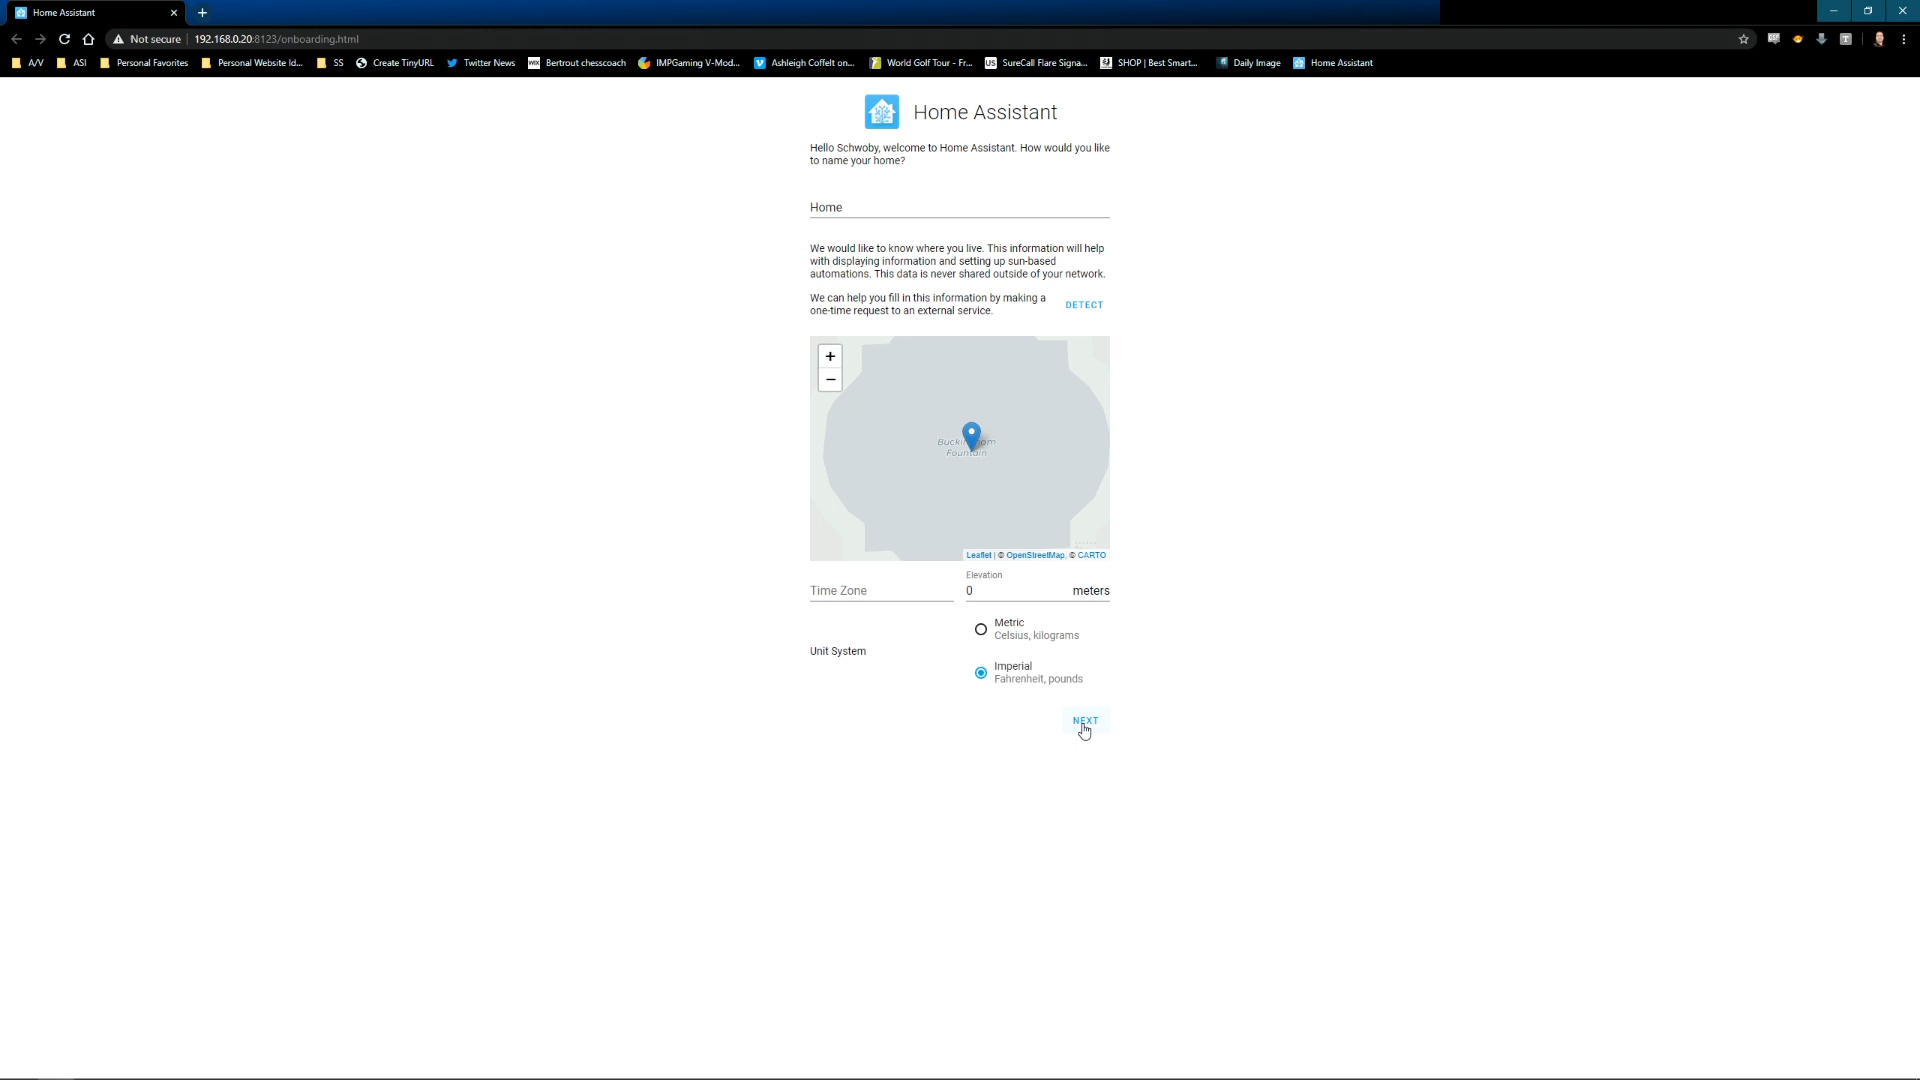 Home Assistant
Not secure
192.168.0.20:8123/onboarding.html
A/V
ASI
Personal Favorites
Personal Website Id...
SS
Create TinyURL
Twitter News
Bertrout chesscoach
IMPGaming V-Mod...
Ashleigh Coffelt on...
World Golf Tour - Fr...
SureCall Flare Signa...
SHOP | Best Smart...
Daily Image
Home Assistant
Home Assistant
Hello Schwoby, welcome to Home Assistant. How would you like
to name your home?
Home
We would like to know where you live. This information will help
with displaying information and setting up sun-based
automations. This data is never shared outside of your network.
We can help you fill in this information by making a
one-time request to an external service.
DETECT
+
−
Fountain
Leaflet | © OpenStreetMap, © CARTO
Time Zone
Elevation
0 meters
Metric
Celsius, kilograms
Unit System
Imperial
Fahrenheit, pounds
NEXT